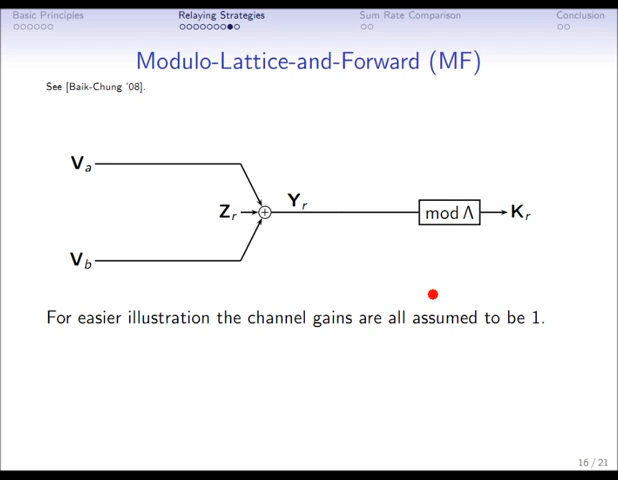 Basic Principles Relaying Strategies Sum Rate Comparison Conclusion
Modulo-Lattice-and-Forward (MF)
See [Baik-Chung '08].
V_a
Z_r Y_r mod Λ K_r
V_b
For easier illustration the channel gains are all assumed to be 1.
16 / 21